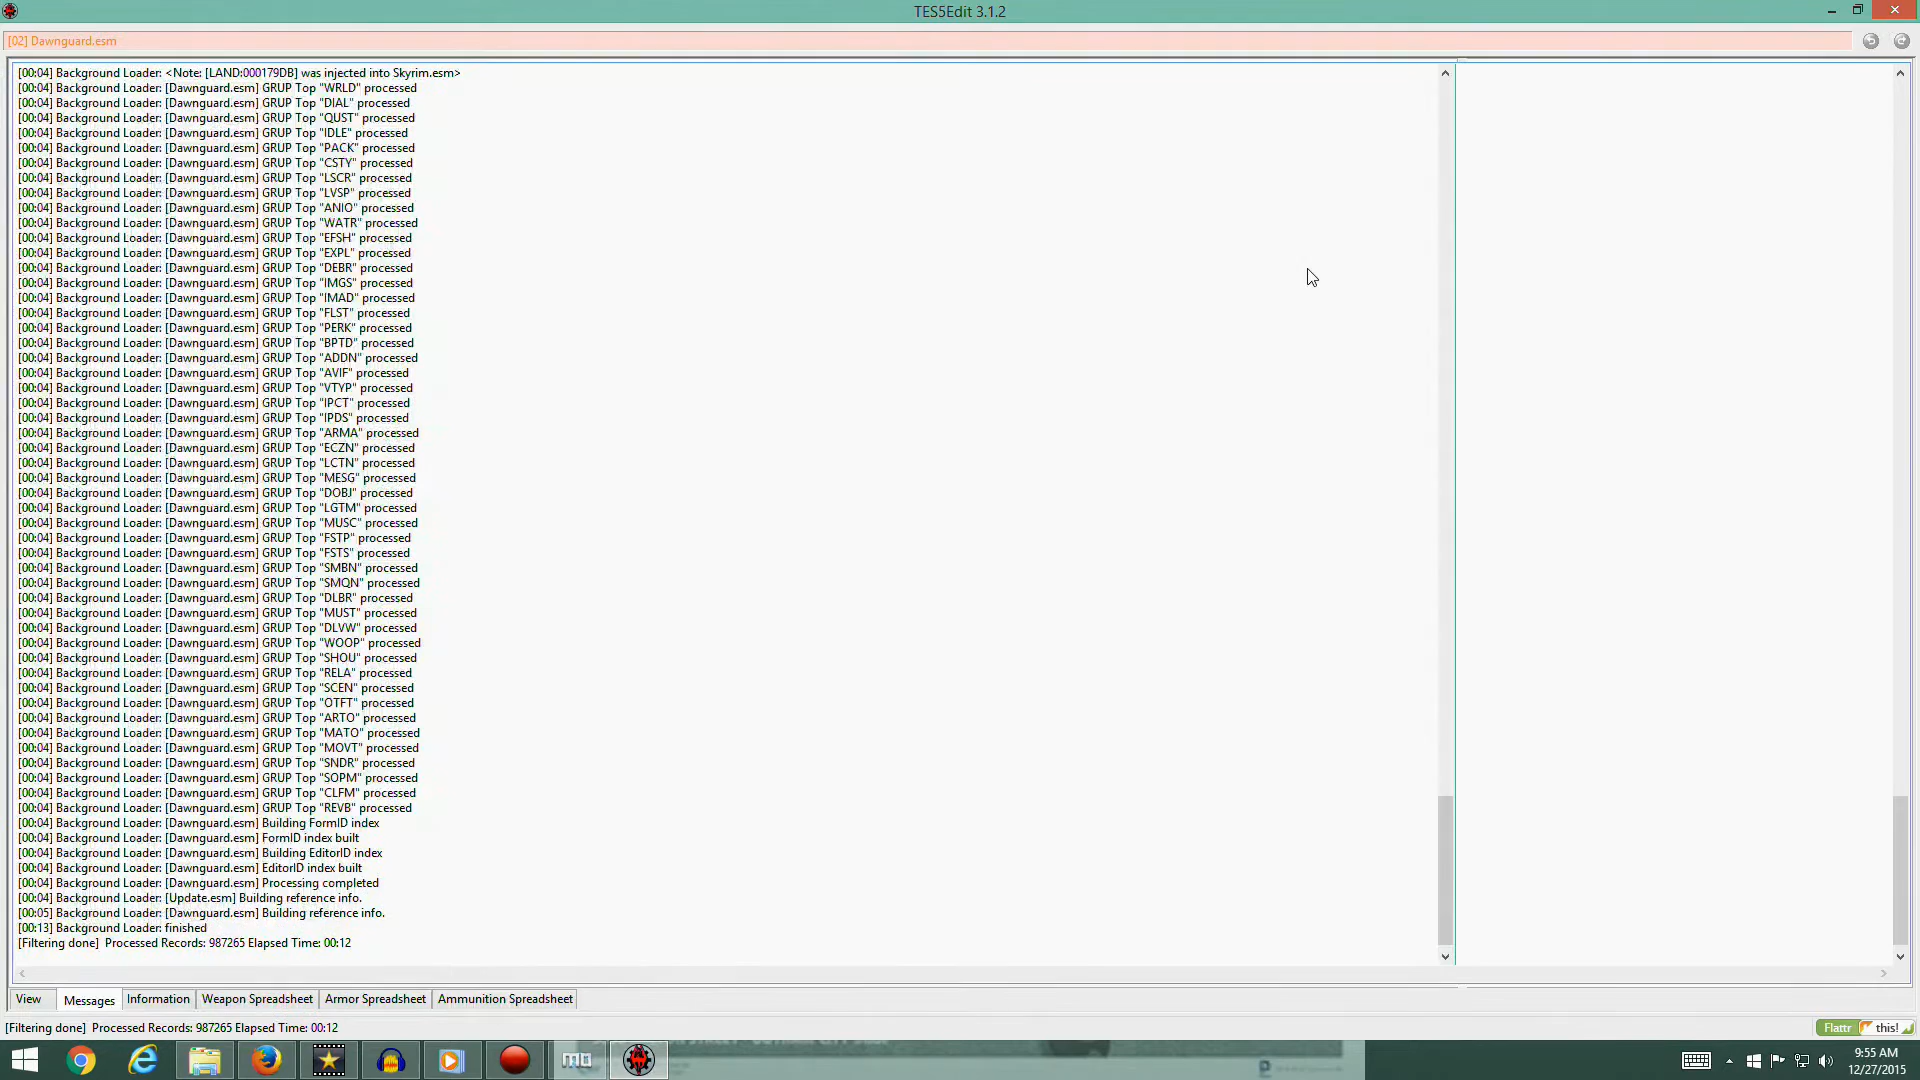 TES5Edit 3.1.2
[02] Dawnguard.esm
[00:04] Background Loader: <Note: [LAND:000179DB] was injected into Skyrim.esm>
[00:04] Background Loader: [Dawnguard.esm] GRUP Top "WRLD" processed
[00:04] Background Loader: [Dawnguard.esm] GRUP Top "DIAL" processed
[00:04] Background Loader: [Dawnguard.esm] GRUP Top "QUST" processed
[00:04] Background Loader: [Dawnguard.esm] GRUP Top "IDLE" processed
[00:04] Background Loader: [Dawnguard.esm] GRUP Top "PACK" processed
[00:04] Background Loader: [Dawnguard.esm] GRUP Top "CSTY" processed
[00:04] Background Loader: [Dawnguard.esm] GRUP Top "LSCR" processed
[00:04] Background Loader: [Dawnguard.esm] GRUP Top "LVSP" processed
[00:04] Background Loader: [Dawnguard.esm] GRUP Top "ANIO" processed
[00:04] Background Loader: [Dawnguard.esm] GRUP Top "WATR" processed
[00:04] Background Loader: [Dawnguard.esm] GRUP Top "EFSH" processed
[00:04] Background Loader: [Dawnguard.esm] GRUP Top "EXPL" processed
[00:04] Background Loader: [Dawnguard.esm] GRUP Top "DEBR" processed
[00:04] Background Loader: [Dawnguard.esm] GRUP Top "IMGS" processed
[00:04] Background Loader: [Dawnguard.esm] GRUP Top "IMAD" processed
[00:04] Background Loader: [Dawnguard.esm] GRUP Top "FLST" processed
[00:04] Background Loader: [Dawnguard.esm] GRUP Top "PERK" processed
[00:04] Background Loader: [Dawnguard.esm] GRUP Top "BPTD" processed
[00:04] Background Loader: [Dawnguard.esm] GRUP Top "ADDN" processed
[00:04] Background Loader: [Dawnguard.esm] GRUP Top "AVIF" processed
[00:04] Background Loader: [Dawnguard.esm] GRUP Top "VTYP" processed
[00:04] Background Loader: [Dawnguard.esm] GRUP Top "IPCT" processed
[00:04] Background Loader: [Dawnguard.esm] GRUP Top "IPDS" processed
[00:04] Background Loader: [Dawnguard.esm] GRUP Top "ARMA" processed
[00:04] Background Loader: [Dawnguard.esm] GRUP Top "ECZN" processed
[00:04] Background Loader: [Dawnguard.esm] GRUP Top "LCTN" processed
[00:04] Background Loader: [Dawnguard.esm] GRUP Top "MESG" processed
[00:04] Background Loader: [Dawnguard.esm] GRUP Top "DOBJ" processed
[00:04] Background Loader: [Dawnguard.esm] GRUP Top "LGTM" processed
[00:04] Background Loader: [Dawnguard.esm] GRUP Top "MUSC" processed
[00:04] Background Loader: [Dawnguard.esm] GRUP Top "FSTP" processed
[00:04] Background Loader: [Dawnguard.esm] GRUP Top "FSTS" processed
[00:04] Background Loader: [Dawnguard.esm] GRUP Top "SMBN" processed
[00:04] Background Loader: [Dawnguard.esm] GRUP Top "SMQN" processed
[00:04] Background Loader: [Dawnguard.esm] GRUP Top "DLBR" processed
[00:04] Background Loader: [Dawnguard.esm] GRUP Top "MUST" processed
[00:04] Background Loader: [Dawnguard.esm] GRUP Top "DLVW" processed
[00:04] Background Loader: [Dawnguard.esm] GRUP Top "WOOP" processed
[00:04] Background Loader: [Dawnguard.esm] GRUP Top "SHOU" processed
[00:04] Background Loader: [Dawnguard.esm] GRUP Top "RELA" processed
[00:04] Background Loader: [Dawnguard.esm] GRUP Top "SCEN" processed
[00:04] Background Loader: [Dawnguard.esm] GRUP Top "OTFT" processed
[00:04] Background Loader: [Dawnguard.esm] GRUP Top "ARTO" processed
[00:04] Background Loader: [Dawnguard.esm] GRUP Top "MATO" processed
[00:04] Background Loader: [Dawnguard.esm] GRUP Top "MOVT" processed
[00:04] Background Loader: [Dawnguard.esm] GRUP Top "SNDR" processed
[00:04] Background Loader: [Dawnguard.esm] GRUP Top "SOPM" processed
[00:04] Background Loader: [Dawnguard.esm] GRUP Top "CLFM" processed
[00:04] Background Loader: [Dawnguard.esm] GRUP Top "REVB" processed
[00:04] Background Loader: [Dawnguard.esm] Building FormID index
[00:04] Background Loader: [Dawnguard.esm] FormID index built
[00:04] Background Loader: [Dawnguard.esm] Building EditorID index
[00:04] Background Loader: [Dawnguard.esm] EditorID index built
[00:04] Background Loader: [Dawnguard.esm] Processing completed
[00:04] Background Loader: [Update.esm] Building reference info.
[00:05] Background Loader: [Dawnguard.esm] Building reference info.
[00:13] Background Loader: finished
[Filtering done]  Processed Records: 987265 Elapsed Time: 00:12
View Messages Information Weapon Spreadsheet Armor Spreadsheet Ammunition Spreadsheet
[Filtering done]  Processed Records: 987265 Elapsed Time: 00:12
Flattr this!
mo
9:55 AM
12/27/2015